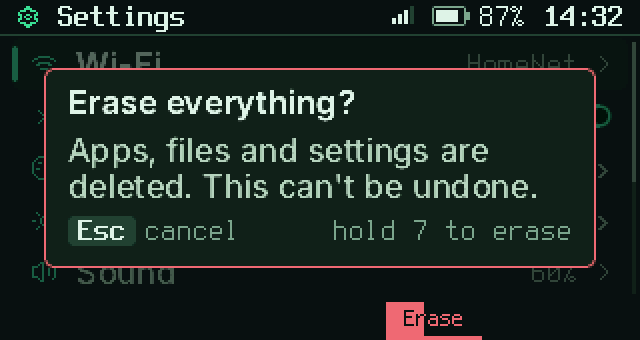 Settings 87% 14:32
Wi-Fi HomeNet
Erase everything?
Apps, files and settings are
deleted. This can't be undone.
Esc cancel hold 7 to erase
Sound 60%
Erase